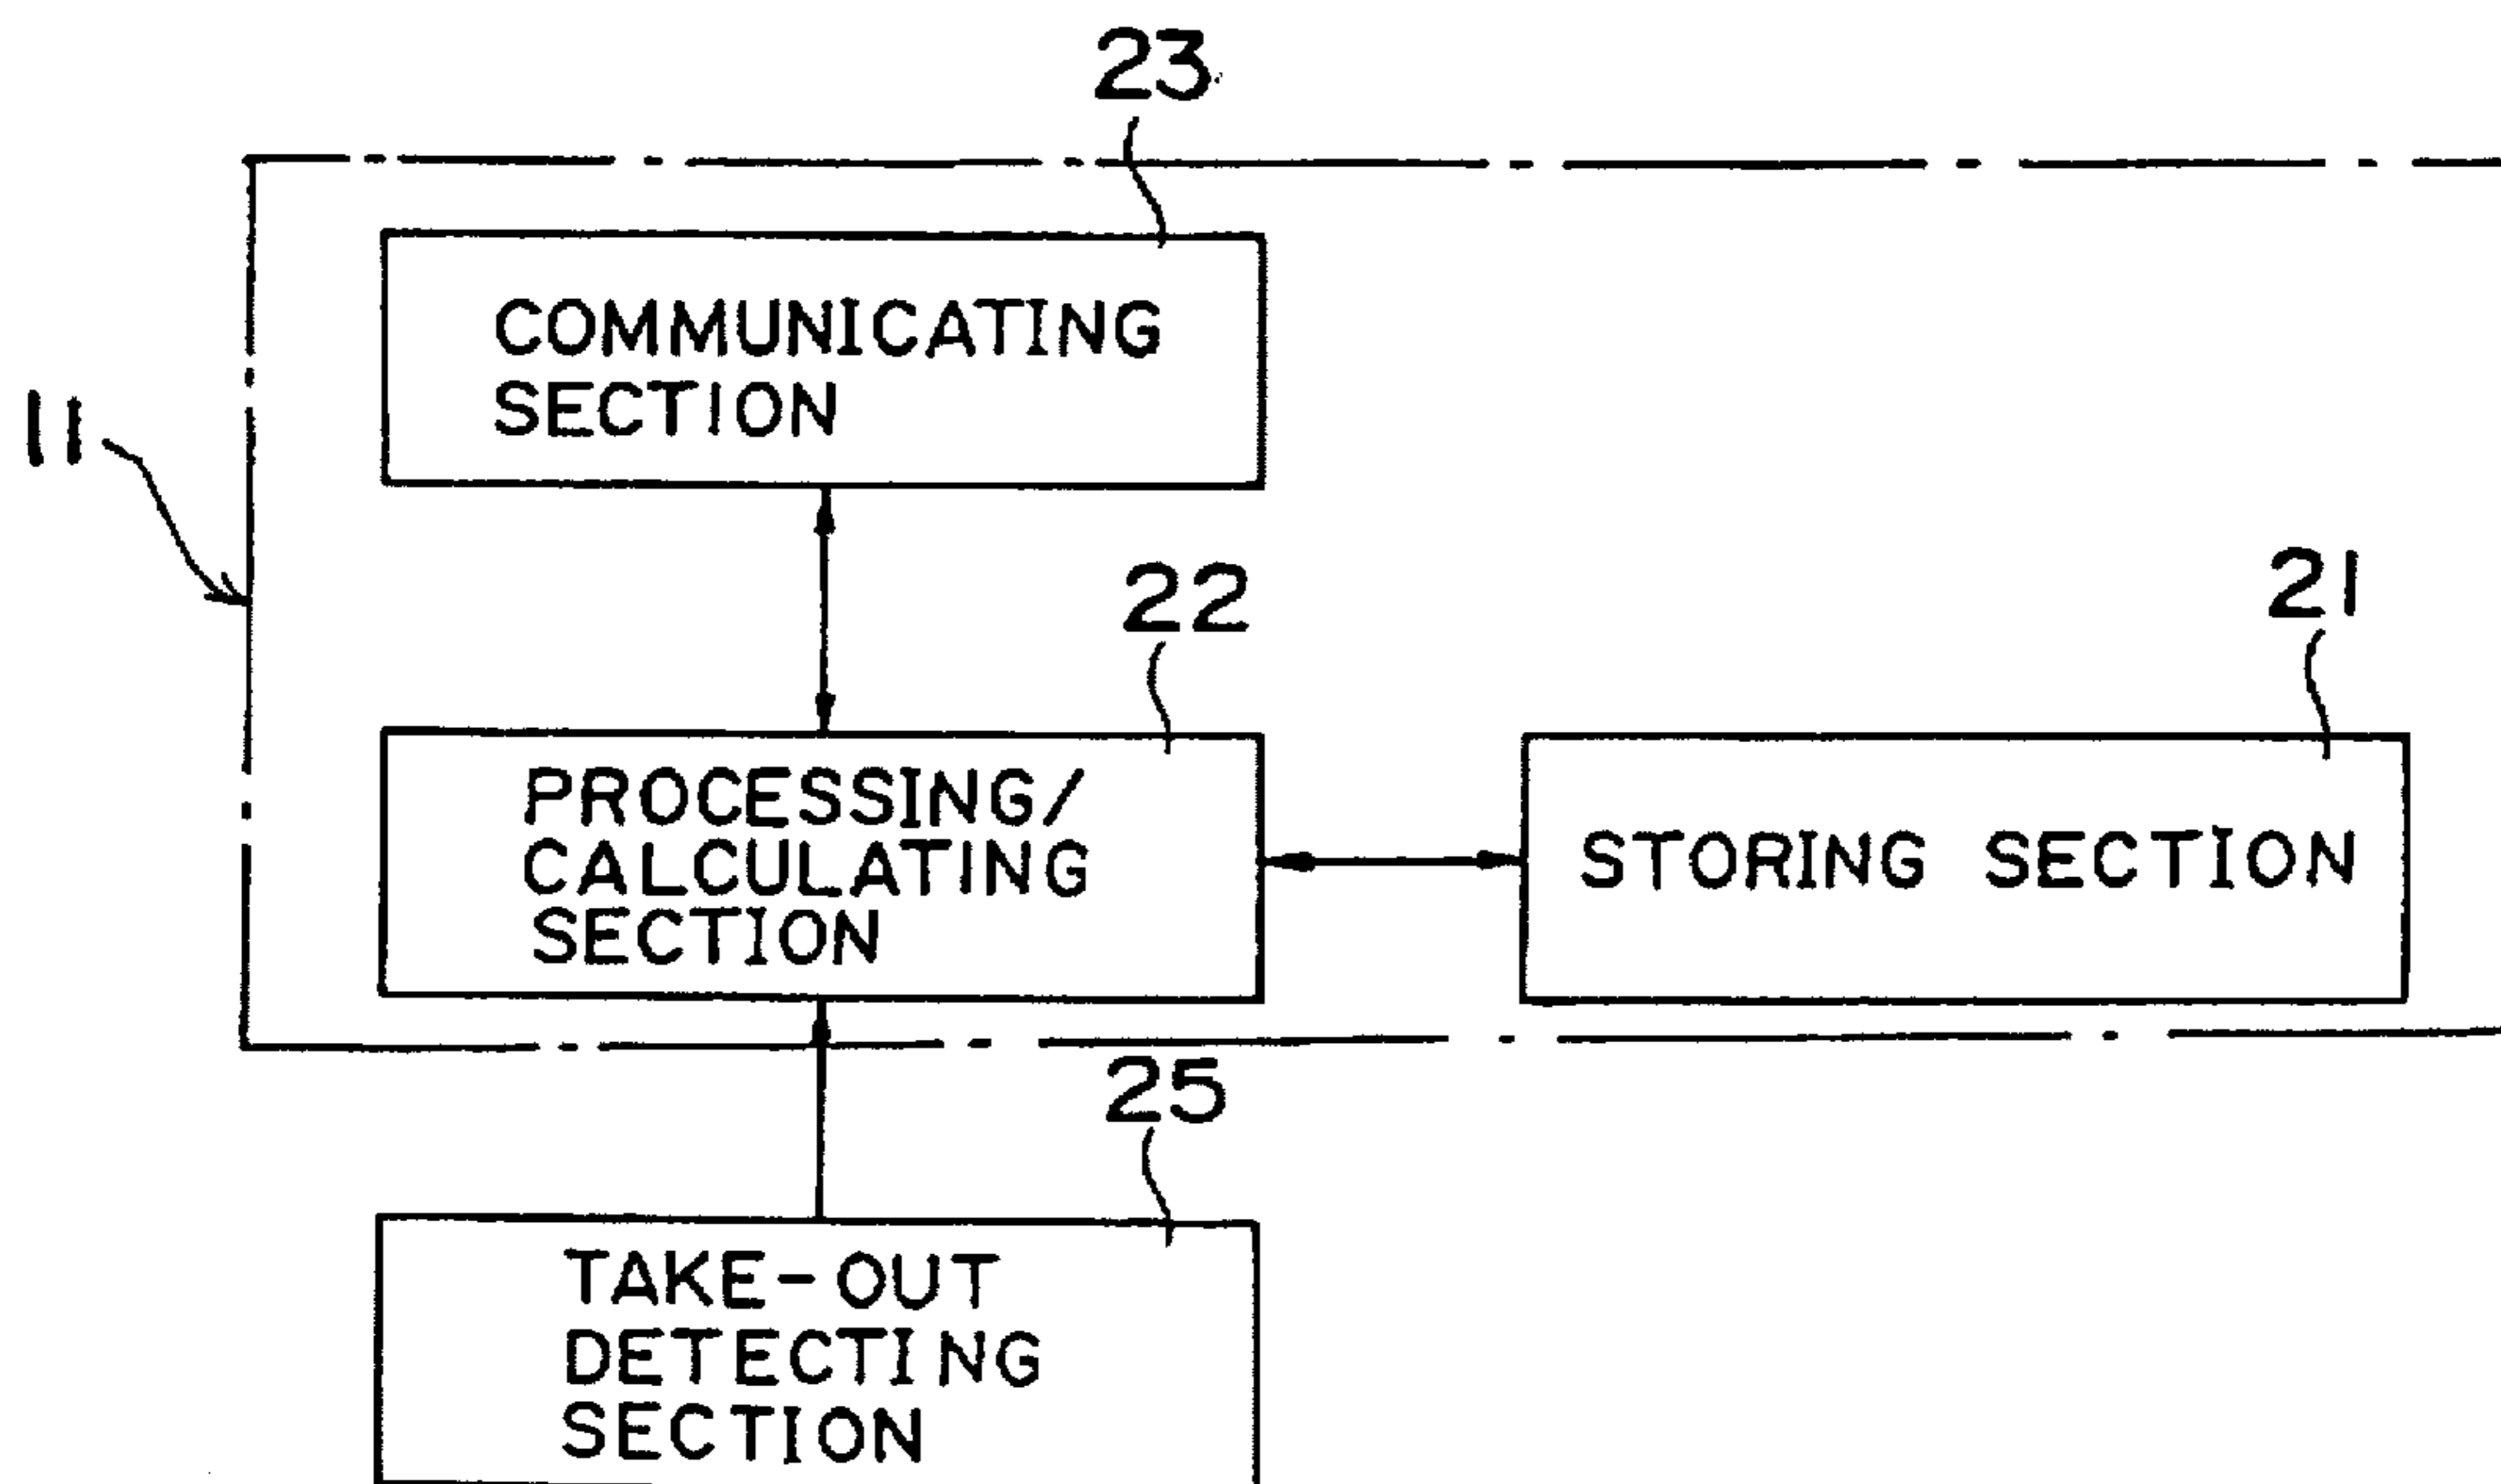 23
COMMUNICATING
SECTION
11
22
21
PROCESSING/
CALCULATING
SECTION
STORING SECTION
25
TAKE-OUT
DETECTING
SECTION